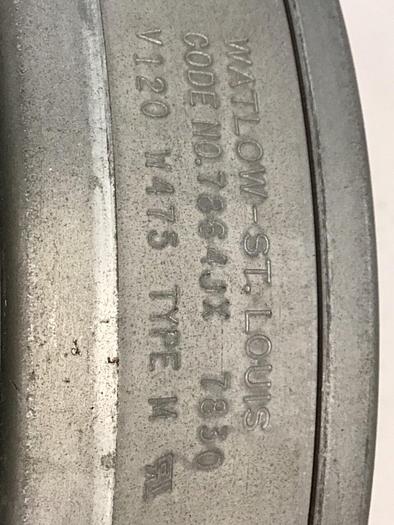 WATLOW-ST. LOUIS
CODE NO. 7864JX 7830
V120 W475 TYPE M